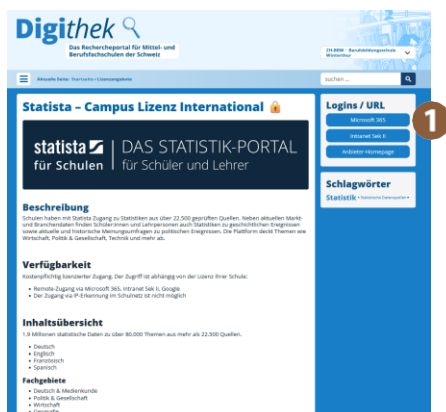 Digithek
Das Rechercheportal für Mittel- und
Berufsfachschulen der Schweiz
ZH-BBW - Berufsbildungsschule
Winterthur
Aktuelle Seite: Startseite › Lizenzangebote
suchen ...
Statista – Campus Lizenz International
statista
für Schulen
DAS STATISTIK-PORTAL
für Schüler und Lehrer
Logins / URL
Microsoft 365
Intranet Sek II
Anbieter-Homepage
1
Schlagwörter
Statistik • Statistische Datenquellen •
Beschreibung
Schulen haben mit Statista Zugang zu Statistiken aus über 22,500 geprüften Quellen. Neben aktuellen Markt-
und Branchendaten finden Schüler:innen und Lehrpersonen auch Statistiken zu geschichtlichen Ereignissen
sowie aktuelle und historische Meinungsumfragen zu politischen Ereignissen. Die Plattform deckt Themen wie
Wirtschaft, Politik & Gesellschaft, Technik und mehr ab.
Verfügbarkeit
Kostenpflichtig lizenzierter Zugang. Der Zugriff ist abhängig von der Lizenz Ihrer Schule:
• Remote-Zugang via Microsoft 365, Intranet Sek II, Google
• Der Zugang via IP-Erkennung im Schulnetz ist nicht möglich
Inhaltsübersicht
1.9 Millionen statistische Daten zu über 80.000 Themen aus mehr als 22.500 Quellen.
• Deutsch
• Englisch
• Französisch
• Spanisch
Fachgebiete
• Deutsch & Medienkunde
• Politik & Gesellschaft
• Wirtschaft
• Geografie